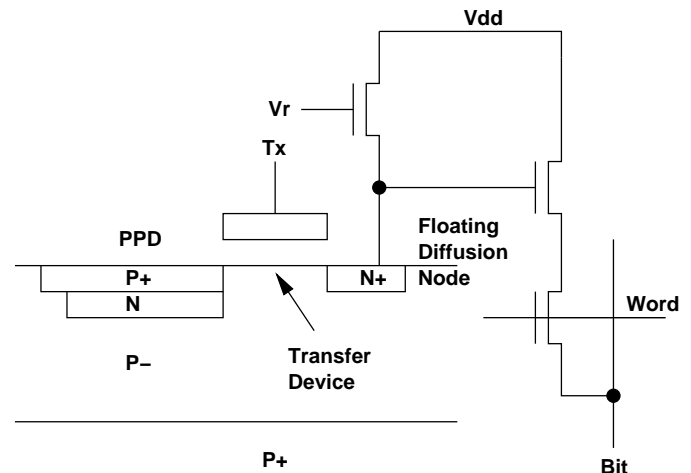 Vdd
Vr
Tx
PPD
Floating
Diffusion
Node
P+
N+
N
Word
P−
Transfer
Device
P+
Bit